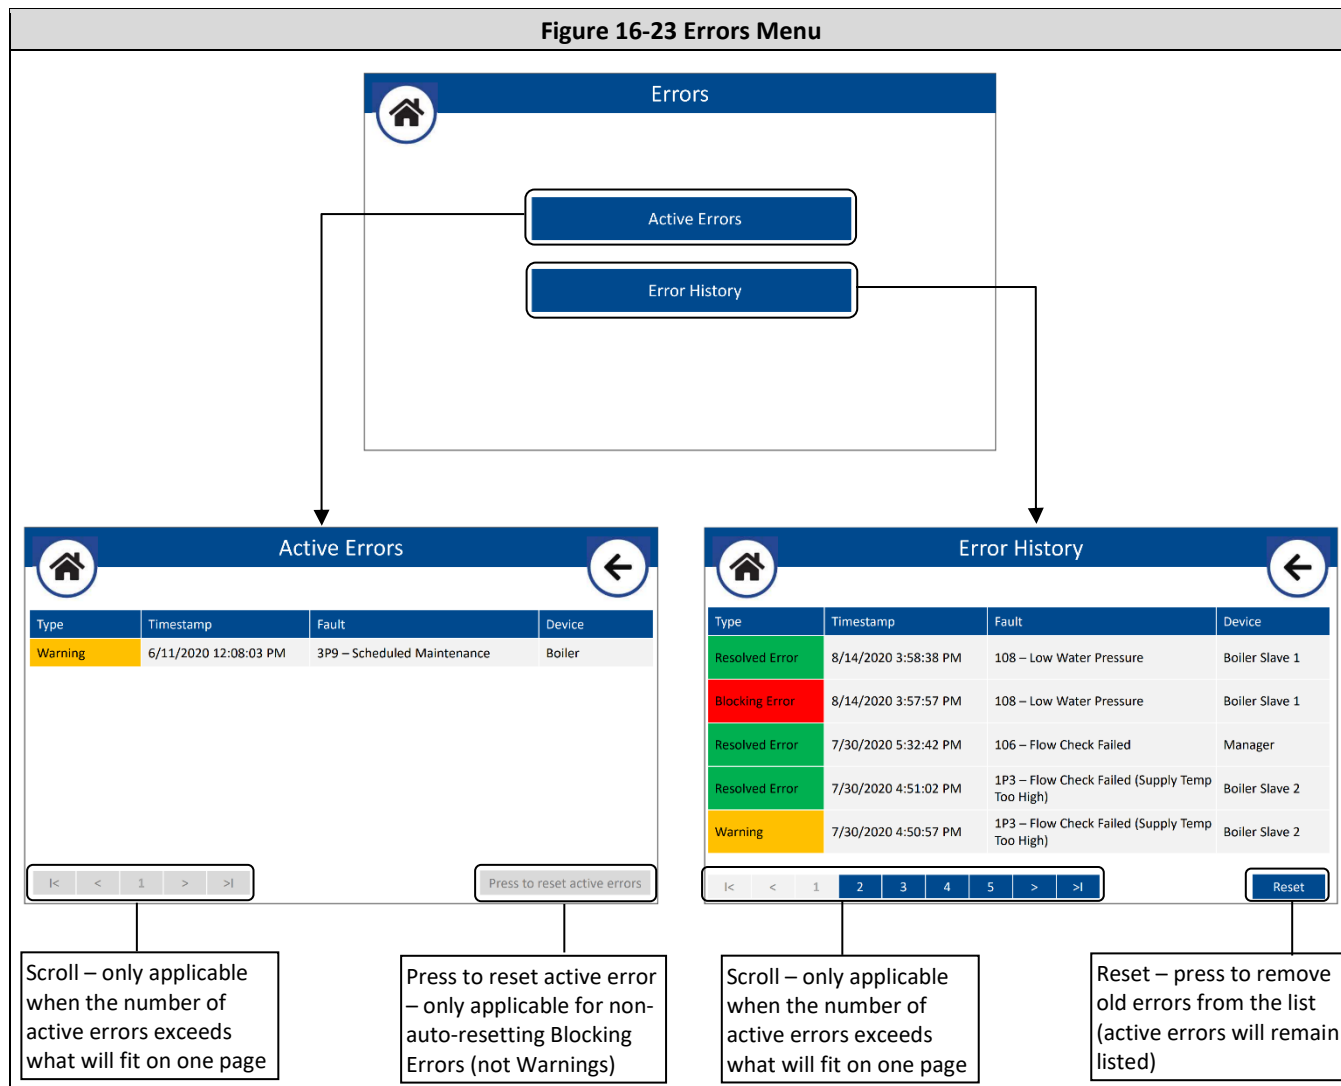 Figure 16-23 Errors Menu
Errors
Active Errors
Error History
Active Errors
Type Timestamp Fault Device
Warning 6/11/2020 12:08:03 PM 3P9 – Scheduled Maintenance Boiler
I< < 1 > >I
Press to reset active errors
Error History
Type Timestamp Fault Device
Resolved Error 8/14/2020 3:58:38 PM 108 – Low Water Pressure Boiler Slave 1
Blocking Error 8/14/2020 3:57:57 PM 108 – Low Water Pressure Boiler Slave 1
Resolved Error 7/30/2020 5:32:42 PM 106 – Flow Check Failed Manager
Resolved Error 7/30/2020 4:51:02 PM 1P3 – Flow Check Failed (Supply Temp
Too High) Boiler Slave 2
Warning 7/30/2020 4:50:57 PM 1P3 – Flow Check Failed (Supply Temp
Too High) Boiler Slave 2
I< < 1 2 3 4 5 > >I
Reset
Scroll – only applicable
when the number of
active errors exceeds
what will fit on one page
Press to reset active error
– only applicable for non-
auto-resetting Blocking
Errors (not Warnings)
Scroll – only applicable
when the number of
active errors exceeds
what will fit on one page
Reset – press to remove
old errors from the list
(active errors will remain
listed)